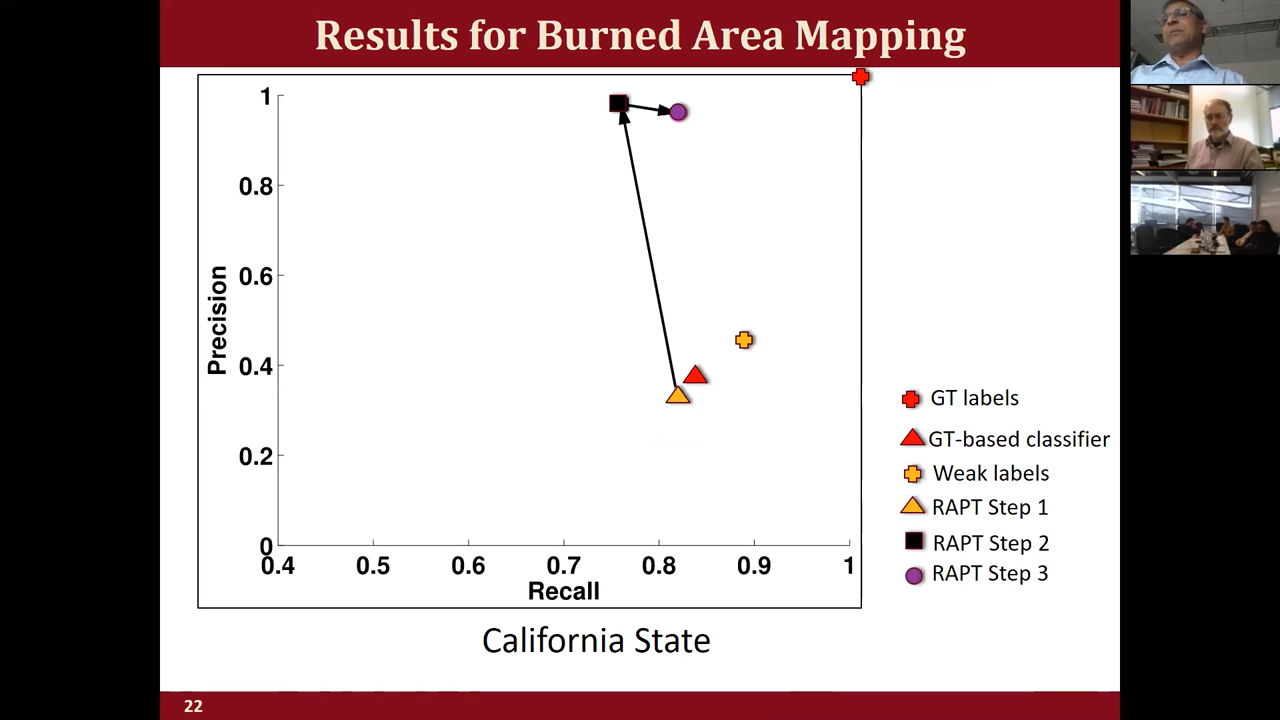 Results for Burned Area Mapping
1
0.8
0.6
0.4
0.2
0
Precision
0.4 0.5 0.6 0.7 0.8 0.9 1
Recall
GT labels
GT-based classifier
Weak labels
RAPT Step 1
RAPT Step 2
RAPT Step 3
California State
22